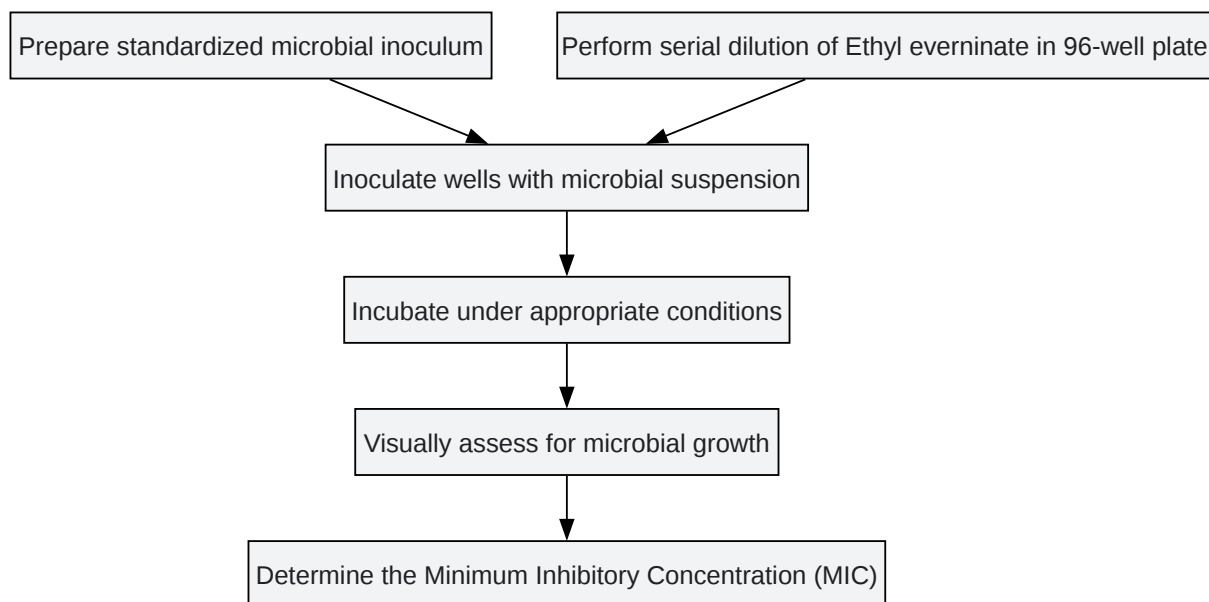 Prepare standardized microbial inoculum
Perform serial dilution of Ethyl everninate in 96-well plate
Inoculate wells with microbial suspension
Incubate under appropriate conditions
Visually assess for microbial growth
Determine the Minimum Inhibitory Concentration (MIC)